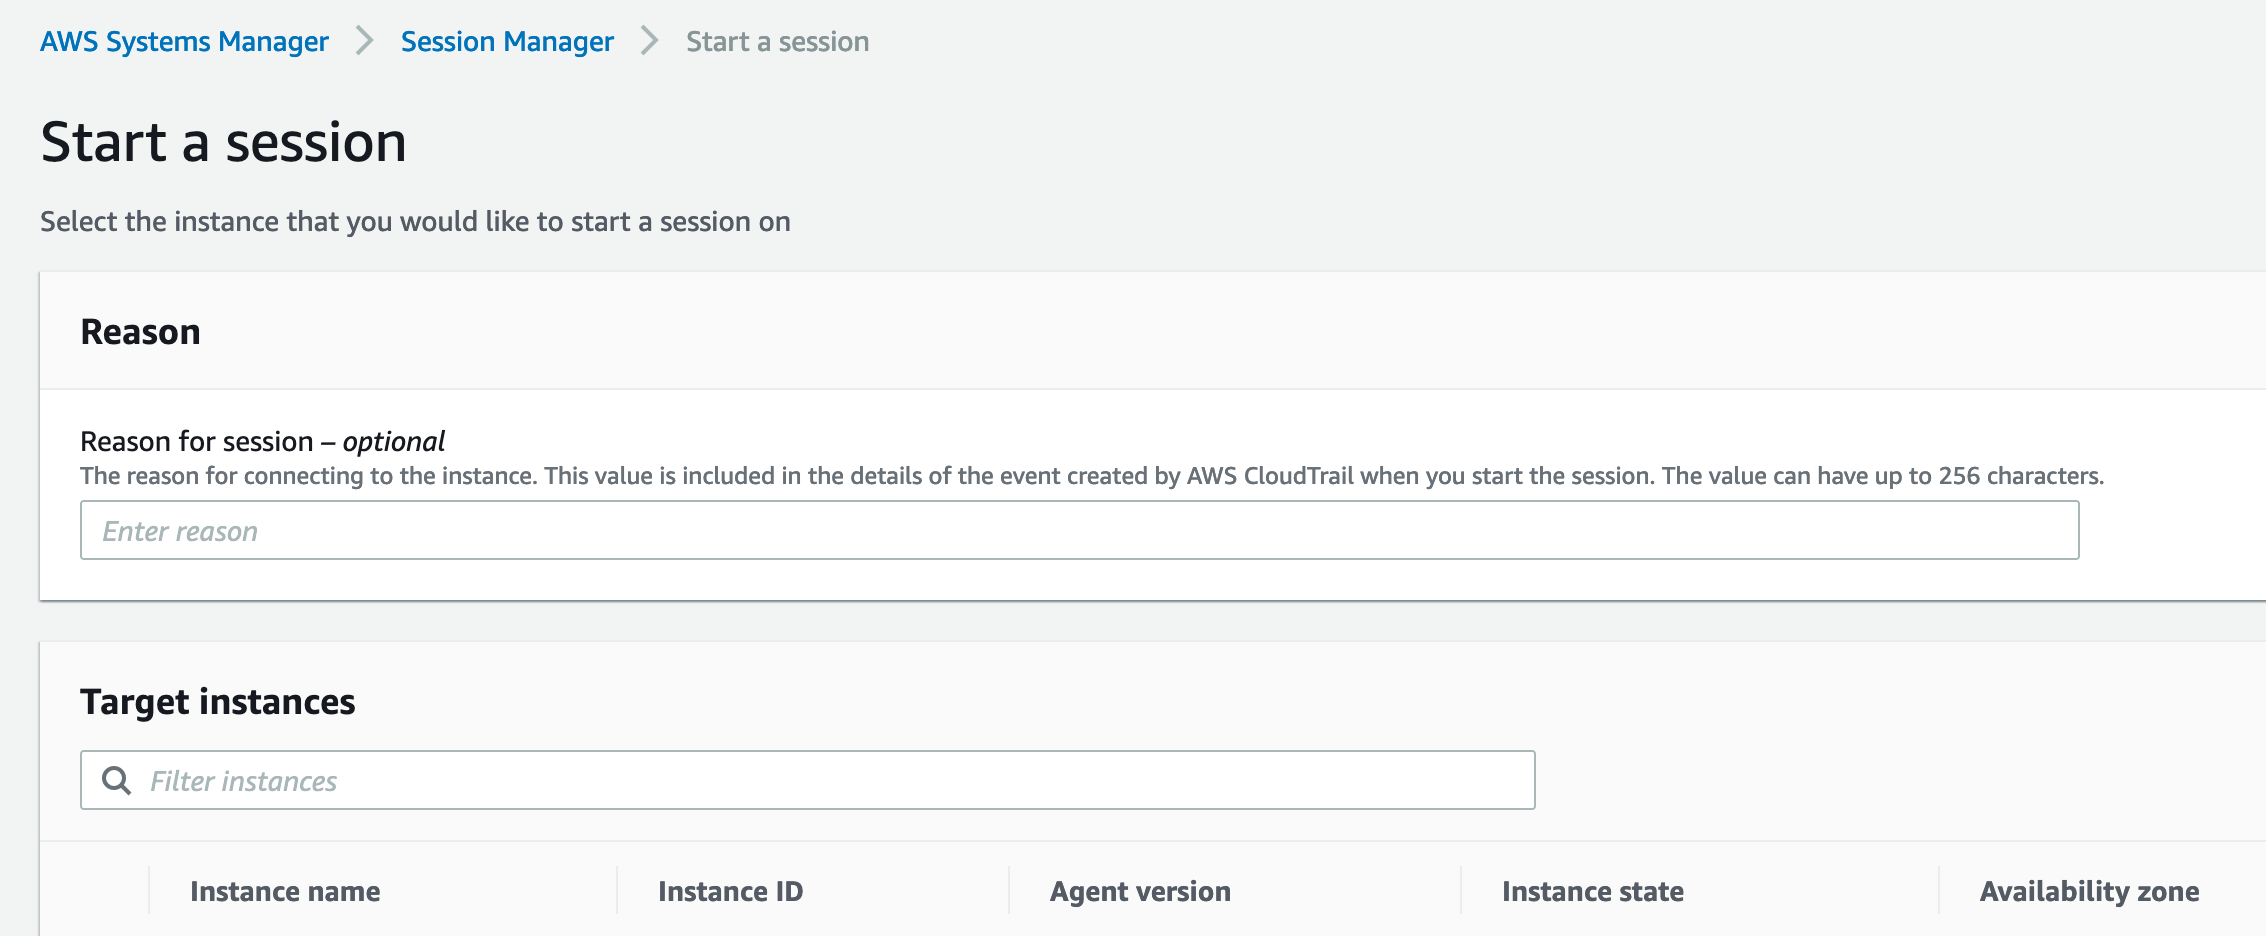 AWS Systems Manager > Session Manager > Start a session
Start a session
Select the instance that you would like to start a session on
Reason
Reason for session – optional
The reason for connecting to the instance. This value is included in the details of the event created by AWS CloudTrail when you start the session. The value can have up to 256 characters.
Enter reason
Target instances
Filter instances
Instance name Instance ID Agent version Instance state Availability zone